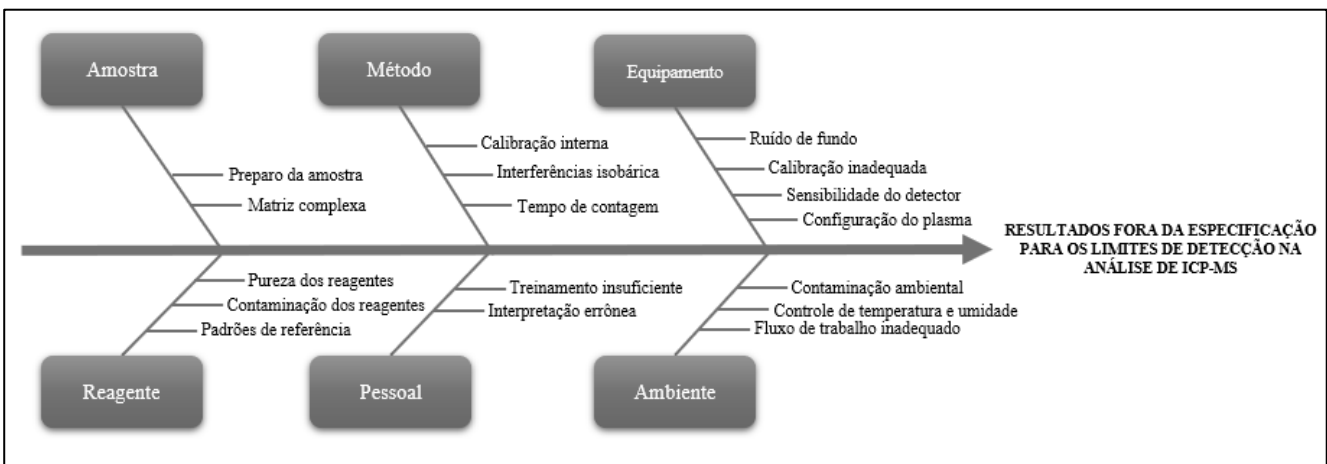 Amostra
Método
Equipamento
Preparo da amostra
Matriz complexa
Calibração interna
Interferências isobárica
Tempo de contagem
Ruído de fundo
Calibração inadequada
Sensibilidade do detector
Configuração do plasma
RESULTADOS FORA DA ESPECIFICAÇÃO
PARA OS LIMITES DE DETECÇÃO NA
ANÁLISE DE ICP-MS
Pureza dos reagentes
Contaminação dos reagentes
Padrões de referência
Treinamento insuficiente
Interpretação errônea
Contaminação ambiental
Controle de temperatura e umidade
Fluxo de trabalho inadequado
Reagente
Pessoal
Ambiente